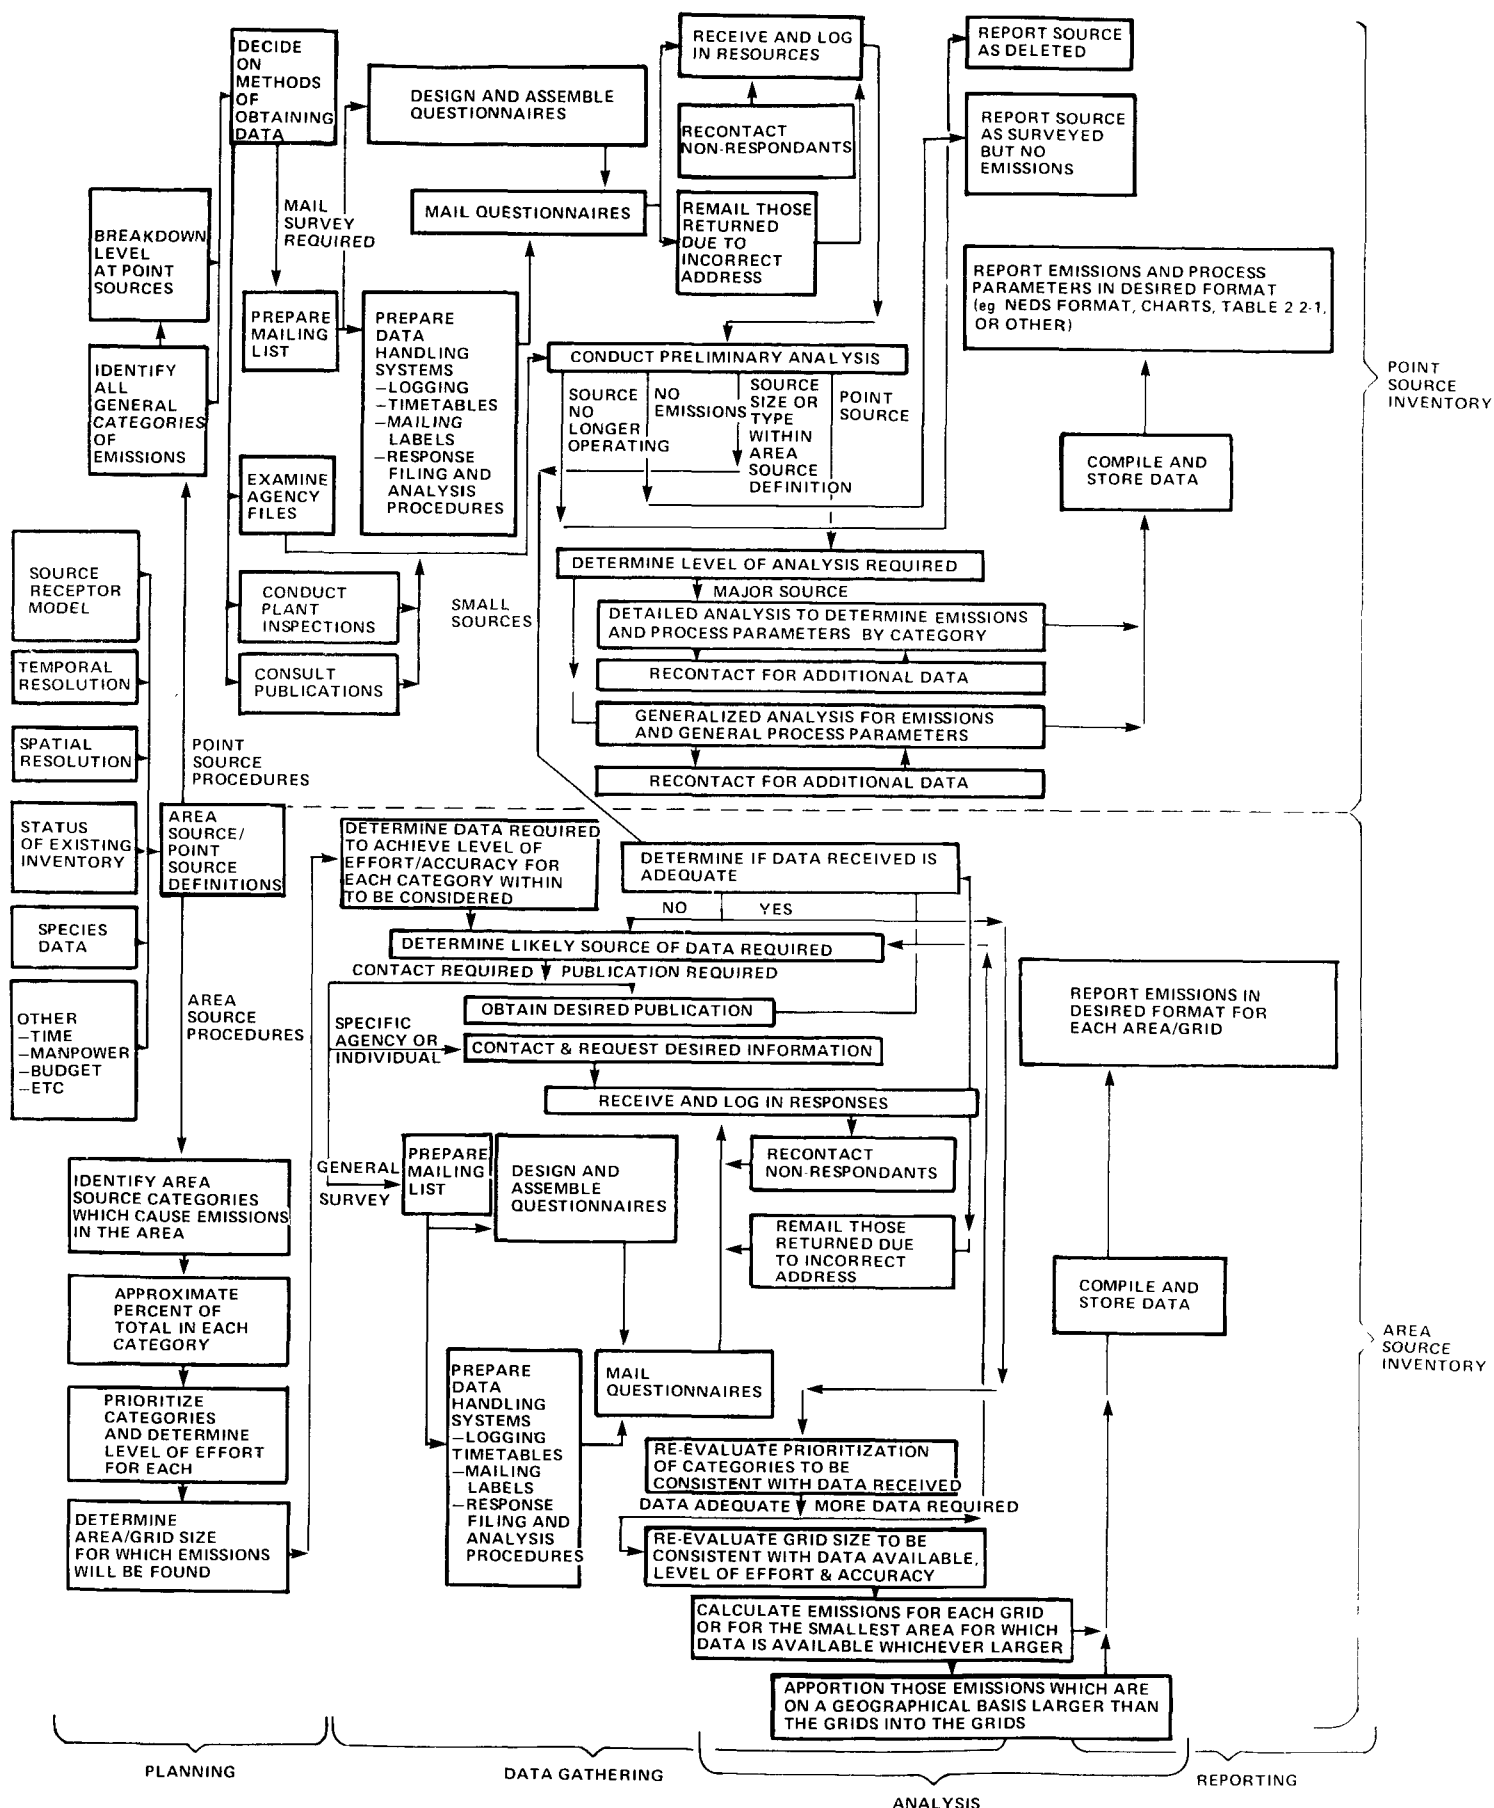 DECIDE
ON
METHODS
OF
OBTAINING
DATA
DESIGN AND ASSEMBLE
QUESTIONNAIRES
RECEIVE AND LOG
IN RESOURCES
REPORT SOURCE
AS DELETED
RECONTACT
NON-RESPONDANTS
REPORT SOURCE
AS SURVEYED
BUT NO
EMISSIONS
MAIL
SURVEY
REQUIRED
MAIL QUESTIONNAIRES
REMAIL THOSE
RETURNED
DUE TO
INCORRECT
ADDRESS
BREAKDOWN
LEVEL
AT POINT
SOURCES
REPORT EMISSIONS AND PROCESS
PARAMETERS IN DESIRED FORMAT
(eg NEDS FORMAT, CHARTS, TABLE 2 2-1,
OR OTHER)
PREPARE
MAILING
LIST
PREPARE
DATA
HANDLING
SYSTEMS
–LOGGING
–TIMETABLES
–MAILING
LABELS
–RESPONSE
FILING AND
ANALYSIS
PROCEDURES
CONDUCT PRELIMINARY ANALYSIS
IDENTIFY
ALL
GENERAL
CATEGORIES
OF
EMISSIONS
SOURCE
NO
LONGER
OPERATING
NO
EMISSIONS
SOURCE
SIZE OR
TYPE
WITHIN
AREA
SOURCE
DEFINITION
POINT
SOURCE
POINT
SOURCE
INVENTORY
COMPILE AND
STORE DATA
EXAMINE
AGENCY
FILES
SOURCE
RECEPTOR
MODEL
CONDUCT
PLANT
INSPECTIONS
SMALL
SOURCES
DETERMINE LEVEL OF ANALYSIS REQUIRED
MAJOR SOURCE
DETAILED ANALYSIS TO DETERMINE EMISSIONS
AND PROCESS PARAMETERS BY CATEGORY
TEMPORAL
RESOLUTION
CONSULT
PUBLICATIONS
RECONTACT FOR ADDITIONAL DATA
GENERALIZED ANALYSIS FOR EMISSIONS
AND GENERAL PROCESS PARAMETERS
SPATIAL
RESOLUTION
POINT
SOURCE
PROCEDURES
RECONTACT FOR ADDITIONAL DATA
STATUS
OF EXISTING
INVENTORY
AREA
SOURCE/
POINT
SOURCE
DEFINITIONS
DETERMINE DATA REQUIRED
TO ACHIEVE LEVEL OF
EFFORT/ACCURACY FOR
EACH CATEGORY WITHIN
TO BE CONSIDERED
DETERMINE IF DATA RECEIVED IS
ADEQUATE
NO
YES
SPECIES
DATA
DETERMINE LIKELY SOURCE OF DATA REQUIRED
CONTACT REQUIRED
PUBLICATION REQUIRED
OTHER
–TIME
–MANPOWER
–BUDGET
–ETC
AREA
SOURCE
PROCEDURES
OBTAIN DESIRED PUBLICATION
SPECIFIC
AGENCY OR
INDIVIDUAL
CONTACT & REQUEST DESIRED INFORMATION
REPORT EMISSIONS IN
DESIRED FORMAT FOR
EACH AREA/GRID
RECEIVE AND LOG IN RESPONSES
IDENTIFY AREA
SOURCE CATEGORIES
WHICH CAUSE EMISSIONS
IN THE AREA
GENERAL
SURVEY
PREPARE
MAILING
LIST
DESIGN AND
ASSEMBLE
QUESTIONNAIRES
RECONTACT
NON-RESPONDANTS
REMAIL THOSE
RETURNED DUE
TO INCORRECT
ADDRESS
COMPILE AND
STORE DATA
APPROXIMATE
PERCENT OF
TOTAL IN EACH
CATEGORY
AREA
SOURCE
INVENTORY
PREPARE
DATA
HANDLING
SYSTEMS
–LOGGING
TIMETABLES
–MAILING
LABELS
–RESPONSE
FILING AND
ANALYSIS
PROCEDURES
MAIL
QUESTIONNAIRES
PRIORITIZE
CATEGORIES
AND DETERMINE
LEVEL OF EFFORT
FOR EACH
RE-EVALUATE PRIORITIZATION
OF CATEGORIES TO BE
CONSISTENT WITH DATA RECEIVED
DATA ADEQUATE
MORE DATA REQUIRED
DETERMINE
AREA/GRID SIZE
FOR WHICH EMISSIONS
WILL BE FOUND
RE-EVALUATE GRID SIZE TO BE
CONSISTENT WITH DATA AVAILABLE,
LEVEL OF EFFORT & ACCURACY
CALCULATE EMISSIONS FOR EACH GRID
OR FOR THE SMALLEST AREA FOR WHICH
DATA IS AVAILABLE WHICHEVER LARGER
APPORTION THOSE EMISSIONS WHICH ARE
ON A GEOGRAPHICAL BASIS LARGER THAN
THE GRIDS INTO THE GRIDS
PLANNING
DATA GATHERING
ANALYSIS
REPORTING